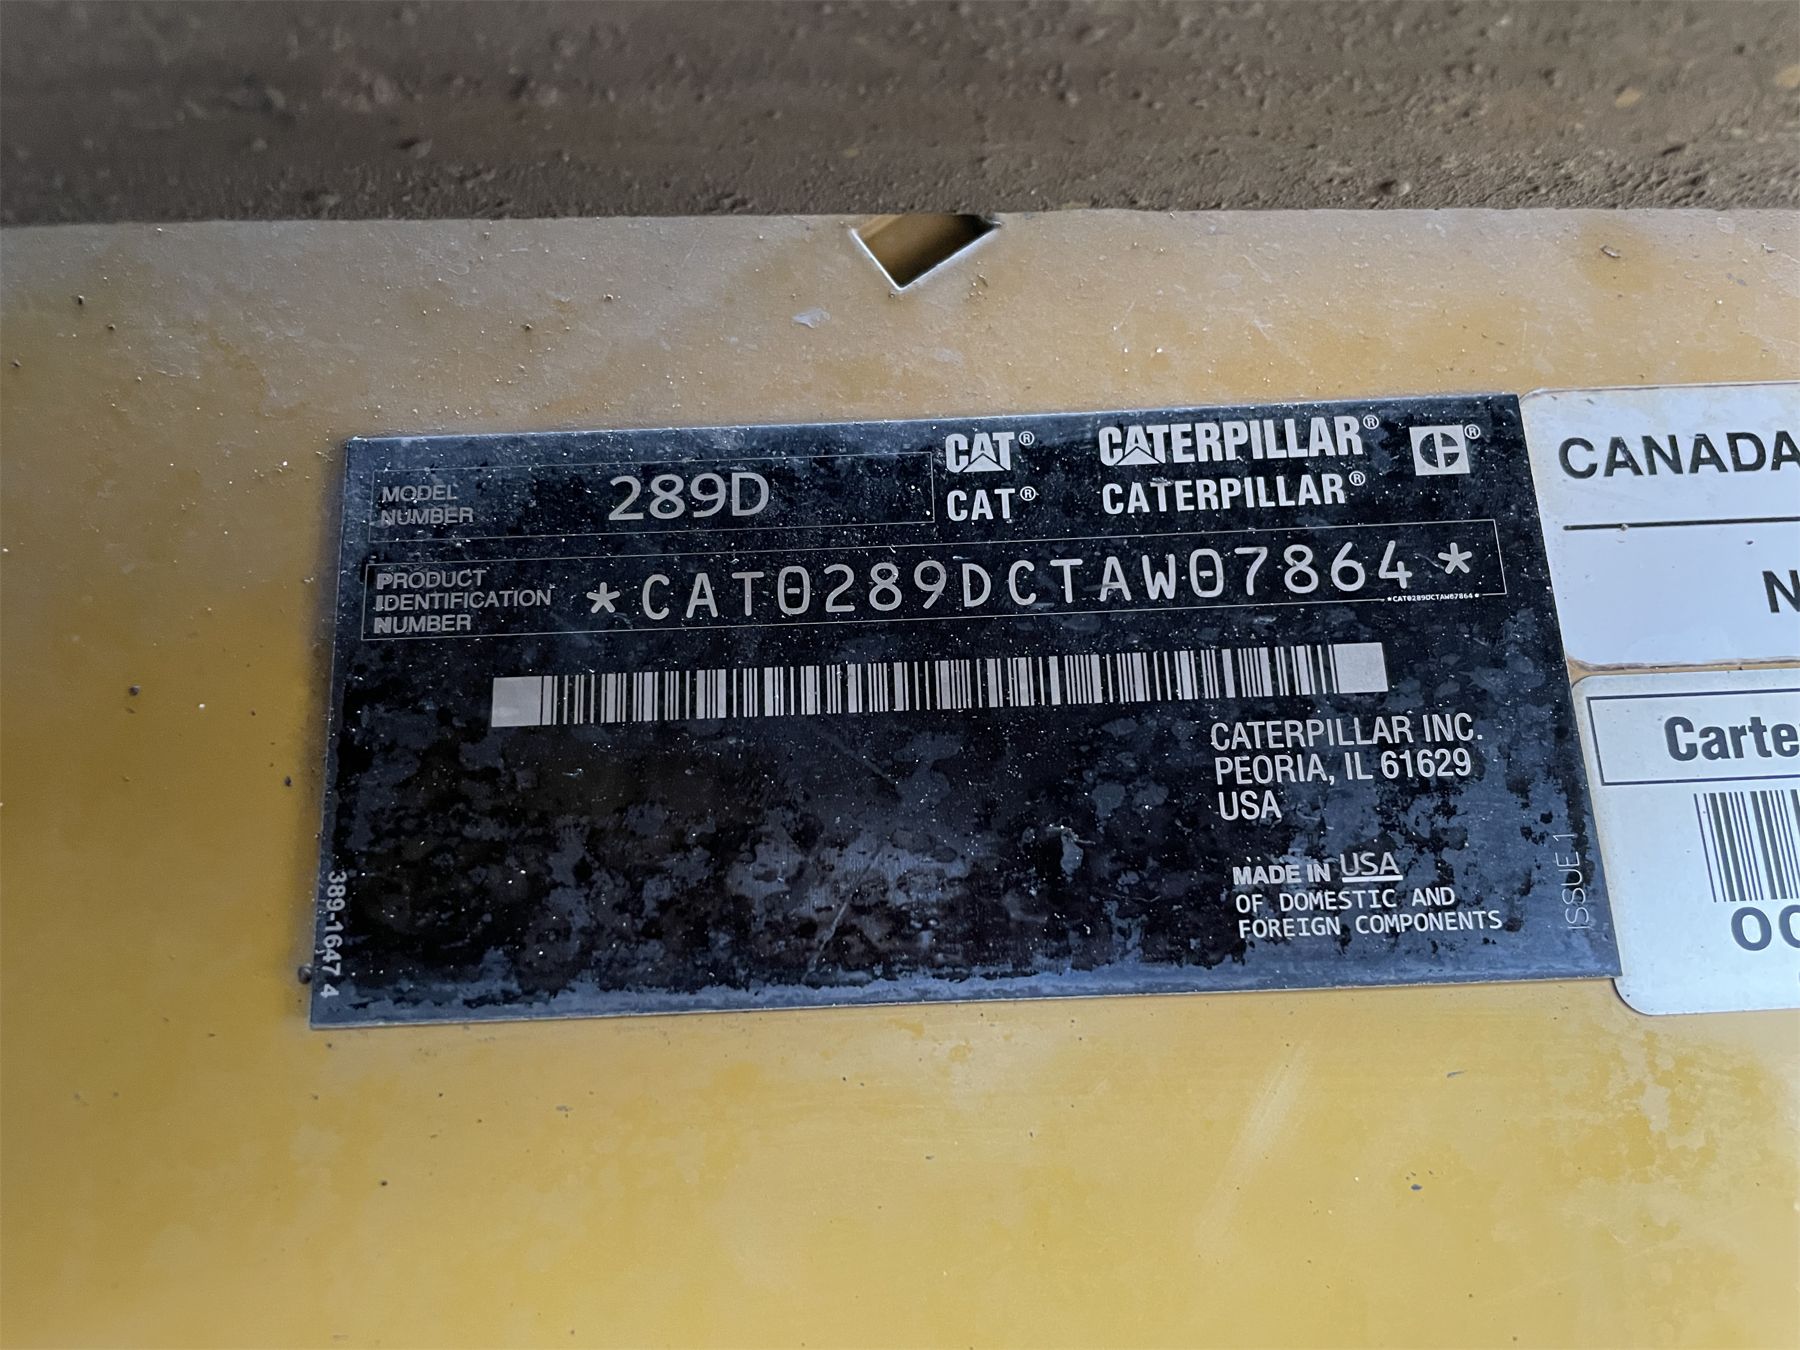 MODEL
NUMBER
289D
CAT® CATERPILLAR® ®
CAT® CATERPILLAR®
PRODUCT
IDENTIFICATION
NUMBER
*CAT0289DCTAW07864*
*CAT0289DCTAW07864*
CATERPILLAR INC.
PEORIA, IL 61629
USA
MADE IN USA
OF DOMESTIC AND
FOREIGN COMPONENTS
389-1647 4
ISSUE 1
CANADA
N
Carte